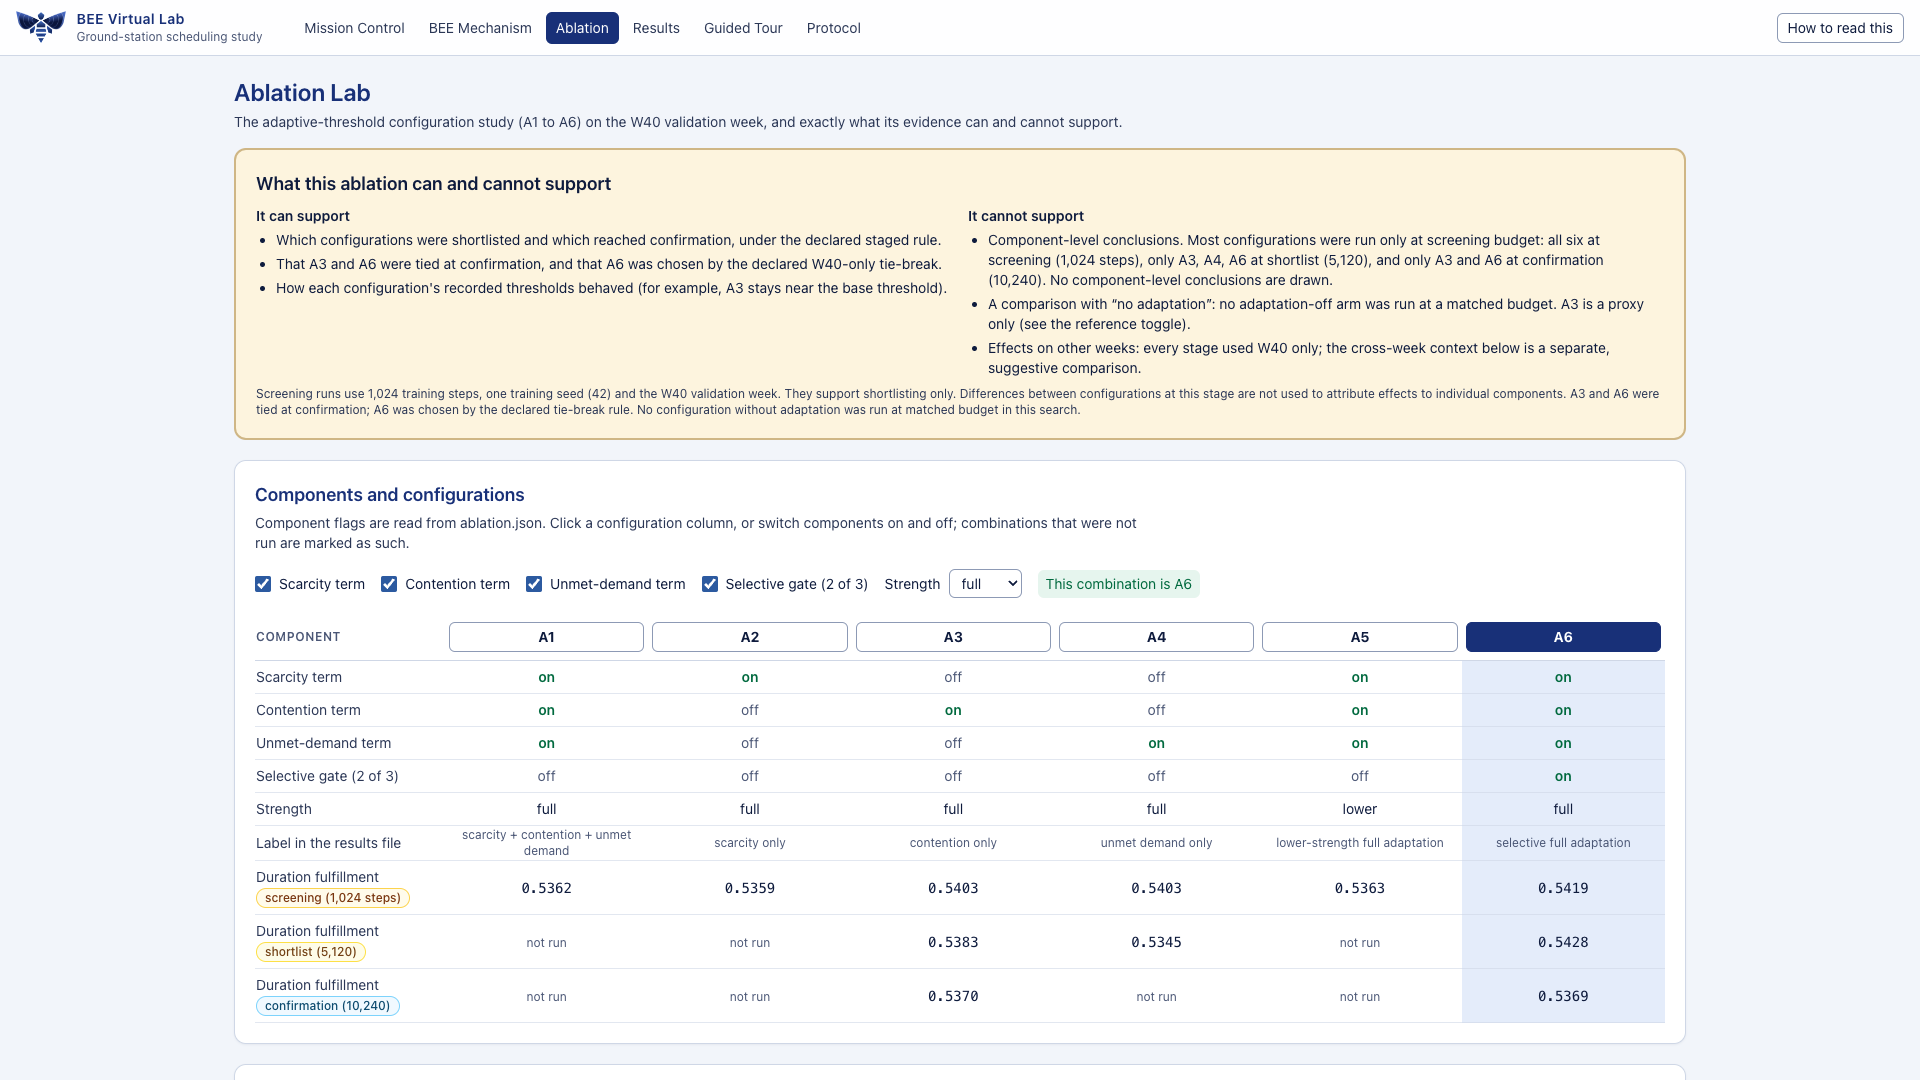 BEE Virtual Lab
Ground-station scheduling study
Mission Control
BEE Mechanism
Ablation
Results
Guided Tour
Protocol
How to read this
Ablation Lab
The adaptive-threshold configuration study (A1 to A6) on the W40 validation week, and exactly what its evidence can and cannot support.
What this ablation can and cannot support
It can support
• Which configurations were shortlisted and which reached confirmation, under the declared staged rule.
• That A3 and A6 were tied at confirmation, and that A6 was chosen by the declared W40-only tie-break.
• How each configuration's recorded thresholds behaved (for example, A3 stays near the base threshold).
It cannot support
• Component-level conclusions. Most configurations were run only at screening budget: all six at
screening (1,024 steps), only A3, A4, A6 at shortlist (5,120), and only A3 and A6 at confirmation
(10,240). No component-level conclusions are drawn.
• A comparison with “no adaptation”: no adaptation-off arm was run at a matched budget. A3 is a proxy
only (see the reference toggle).
• Effects on other weeks: every stage used W40 only; the cross-week context below is a separate,
suggestive comparison.
Screening runs use 1,024 training steps, one training seed (42) and the W40 validation week. They support shortlisting only. Differences between configurations at this stage are not used to attribute effects to individual components. A3 and A6 were
tied at confirmation; A6 was chosen by the declared tie-break rule. No configuration without adaptation was run at matched budget in this search.
Components and configurations
Component flags are read from ablation.json. Click a configuration column, or switch components on and off; combinations that were not
run are marked as such.
Scarcity term Contention term Unmet-demand term Selective gate (2 of 3) Strength full This combination is A6
COMPONENT A1 A2 A3 A4 A5 A6
Scarcity term on on off off on on
Contention term on off on off on on
Unmet-demand term on off off on on on
Selective gate (2 of 3) off off off off off on
Strength full full full full lower full
Label in the results file scarcity + contention + unmet demand scarcity only contention only unmet demand only lower-strength full adaptation selective full adaptation
Duration fulfillment
screening (1,024 steps) 0.5362 0.5359 0.5403 0.5403 0.5363 0.5419
Duration fulfillment
shortlist (5,120) not run not run 0.5383 0.5345 not run 0.5428
Duration fulfillment
confirmation (10,240) not run not run 0.5370 not run not run 0.5369